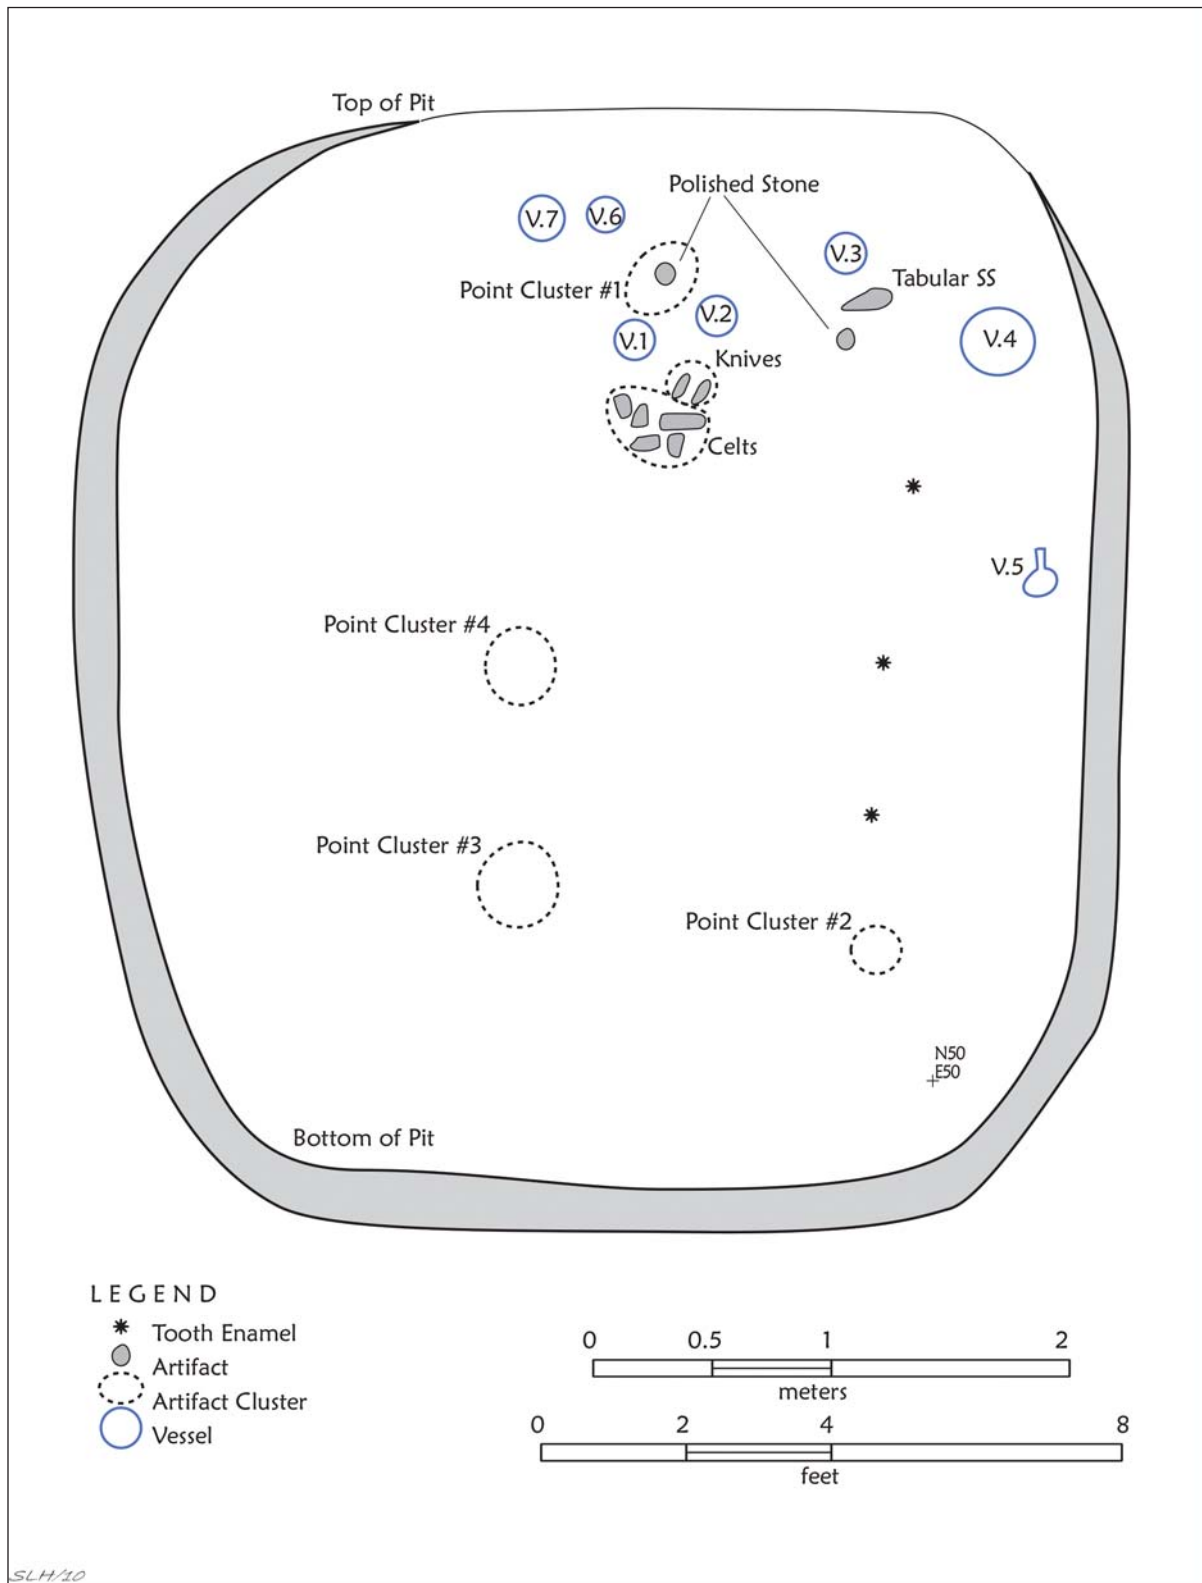 Top of Pit
Polished Stone
V.7
V.6
V.3
Point Cluster #1
Tabular SS
V.2
V.1
V.4
Knives
Celts
V.5
Point Cluster #4
Point Cluster #3
Point Cluster #2
N50
E50
Bottom of Pit
LEGEND
Tooth Enamel
Artifact
Artifact Cluster
Vessel
0 0.5 1 2
meters
0 2 4 8
feet
SLH/10